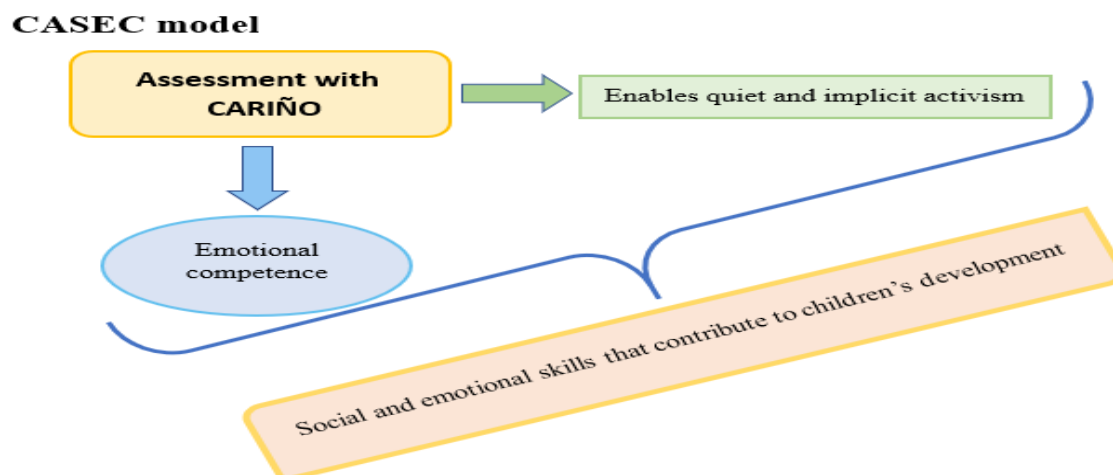 CASEC model
Assessment with
CARIÑO
Enables quiet and implicit activism
Emotional
competence
Social and emotional skills that contribute to children’s development